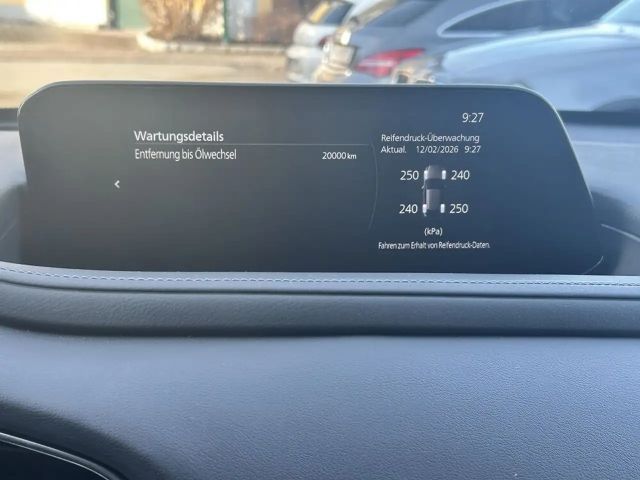 9:27
Wartungsdetails
Entfernung bis Ölwechsel 20000 km
Reifendruck-Überwachung
Aktual. 12/02/2026 9:27
250 240
240 250
(kPa)
Fahren zum Erhalt von Reifendruck-Daten.